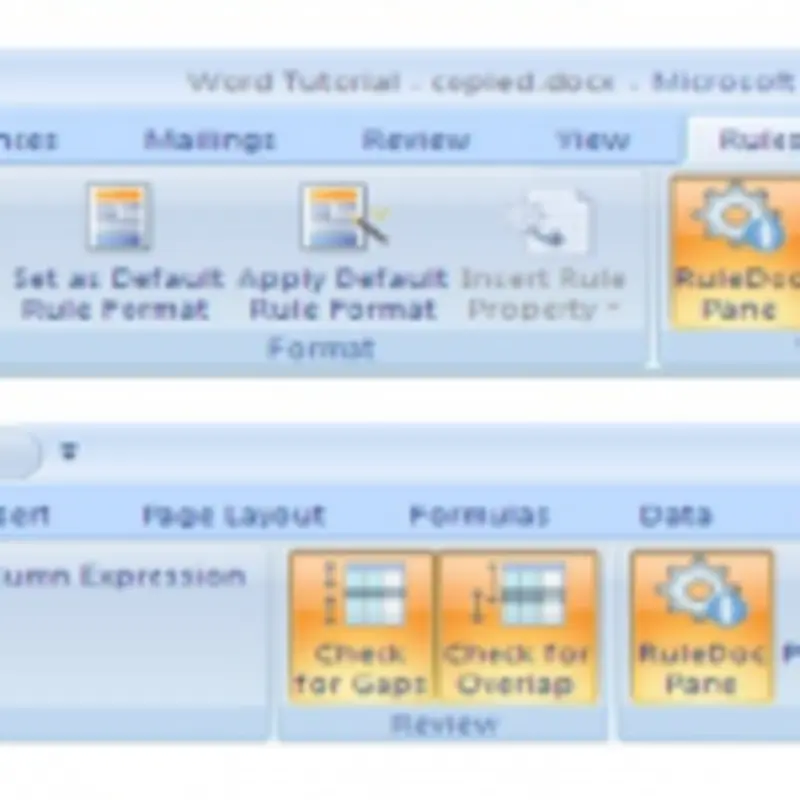 Word Tutorial - copied.docx - Microsoft
nces Mailings Review View Rules
Set as Default Apply Default Insert Rule RuleDoc
Rule Format Rule Format Property Pane
Format
sert Page Layout Formulas Data
umn Expression
Check Check for RuleDoc
for Gaps Overlap Pane
Review